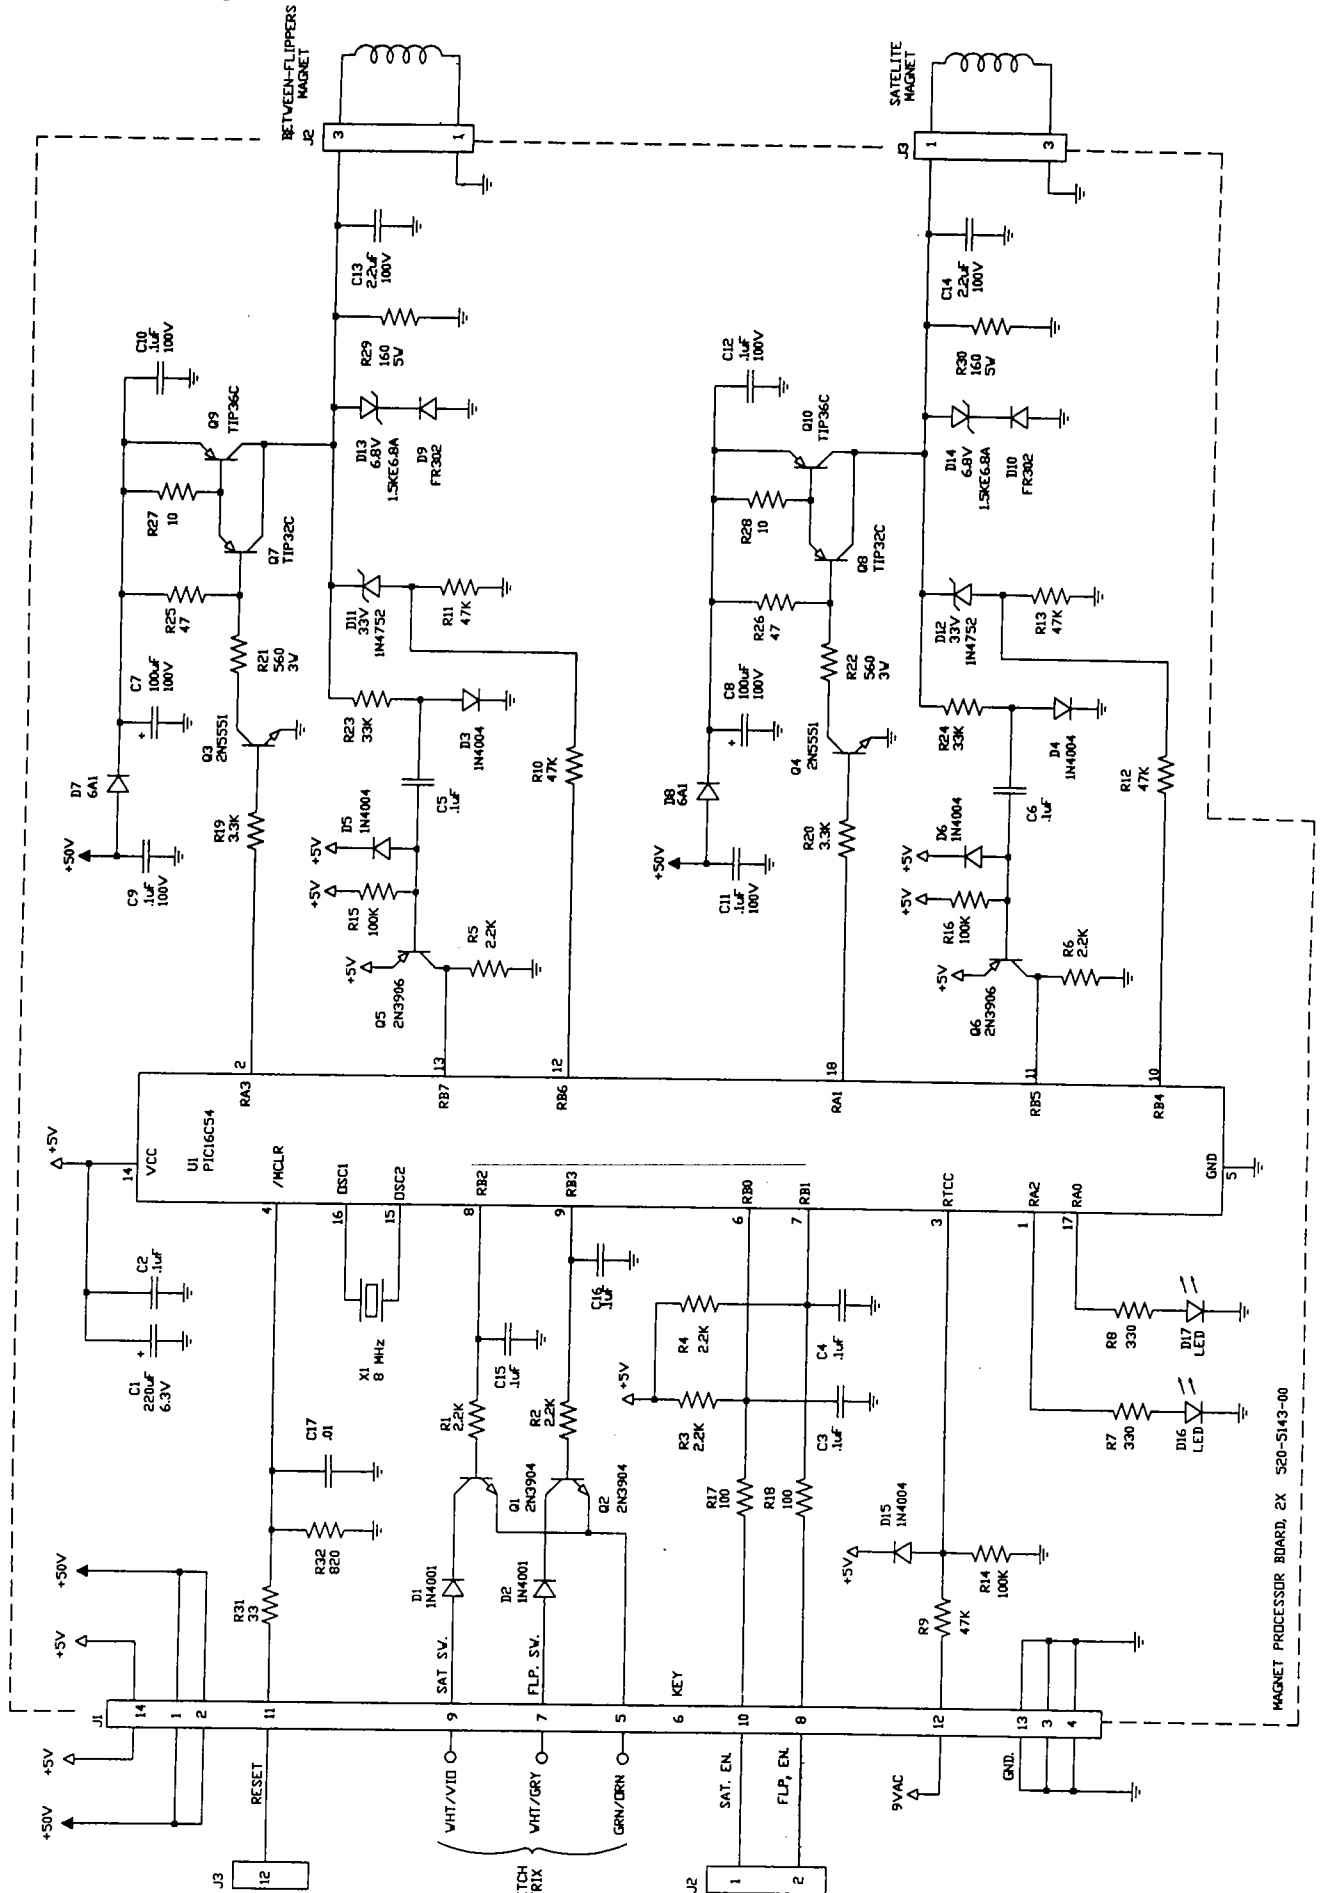 BETWEEN-FLIPPERS
MAGNET
J2
3
1
SATELITE
MAGNET
J3
1
3
C10
.1uF
100V
Q9
TIP36C
R27
10
Q7
TIP32C
R25
47
R21
560
3W
C7
100uF
100V
+
Q3
2N5551
D7
6A1
R19
3.3K
+50V
C9
.1uF
100V
C13
2.2uF
100V
R29
160
5W
D13
6.8V
1.5KE6.8A
D9
FR302
D11
33V
1N4752
R11
47K
R23
33K
D3
1N4004
C5
.1uF
R10
47K
D5
1N4004
+5V
+5V
R15
100K
R5
2.2K
+5V
Q5
2N3906
C12
.1uF
100V
Q10
TIP36C
R28
10
Q8
TIP32C
R26
47
R22
560
3W
C8
100uF
100V
+
Q4
2N5551
D8
6A1
R20
3.3K
+50V
C11
.1uF
100V
C14
2.2uF
100V
R30
160
5W
D14
6.8V
1.5KE6.8A
D10
FR302
D12
33V
1N4752
R13
47K
R24
33K
D4
1N4004
C6
.1uF
R12
47K
D6
1N4004
+5V
+5V
R16
100K
R6
2.2K
+5V
Q6
2N3906
2
RA3
13
RB7
12
RB6
18
RA1
11
RB5
10
RB4
+5V
14
VCC
U1
PIC16C54
/MCLR
4
OSC1
16
OSC2
15
RB2
8
RB3
9
RB0
6
RB1
7
RTCC
3
RA2
1
RA0
17
GND
5
C2
.1uF
C1
220uF
6.3V
+
X1
8 MHz
C17
.01
R32
820
R31
33
C15
.1uF
C16
.1uF
R1
2.2K
R2
2.2K
Q1
2N3904
Q2
2N3904
D1
1N4001
D2
1N4001
+5V
R4
2.2K
R3
2.2K
C4
.1uF
C3
.1uF
R17
100
R18
100
D15
1N4004
+5V
R14
100K
R9
47K
R8
330
D17
LED
R7
330
D16
LED
+50V
+5V
SAT SW.
FLP. SW.
KEY
J1
14
1
2
11
9
7
5
6
10
8
12
13
3
4
+5V
+50V
RESET
J3
12
WHT/VIO
WHT/GRY
GRN/ORN
TCH
RIX
SAT. EN.
FLP, EN.
J2
1
2
9VAC
GND.
MAGNET PROCESSOR BOARD, 2X 520-5143-00